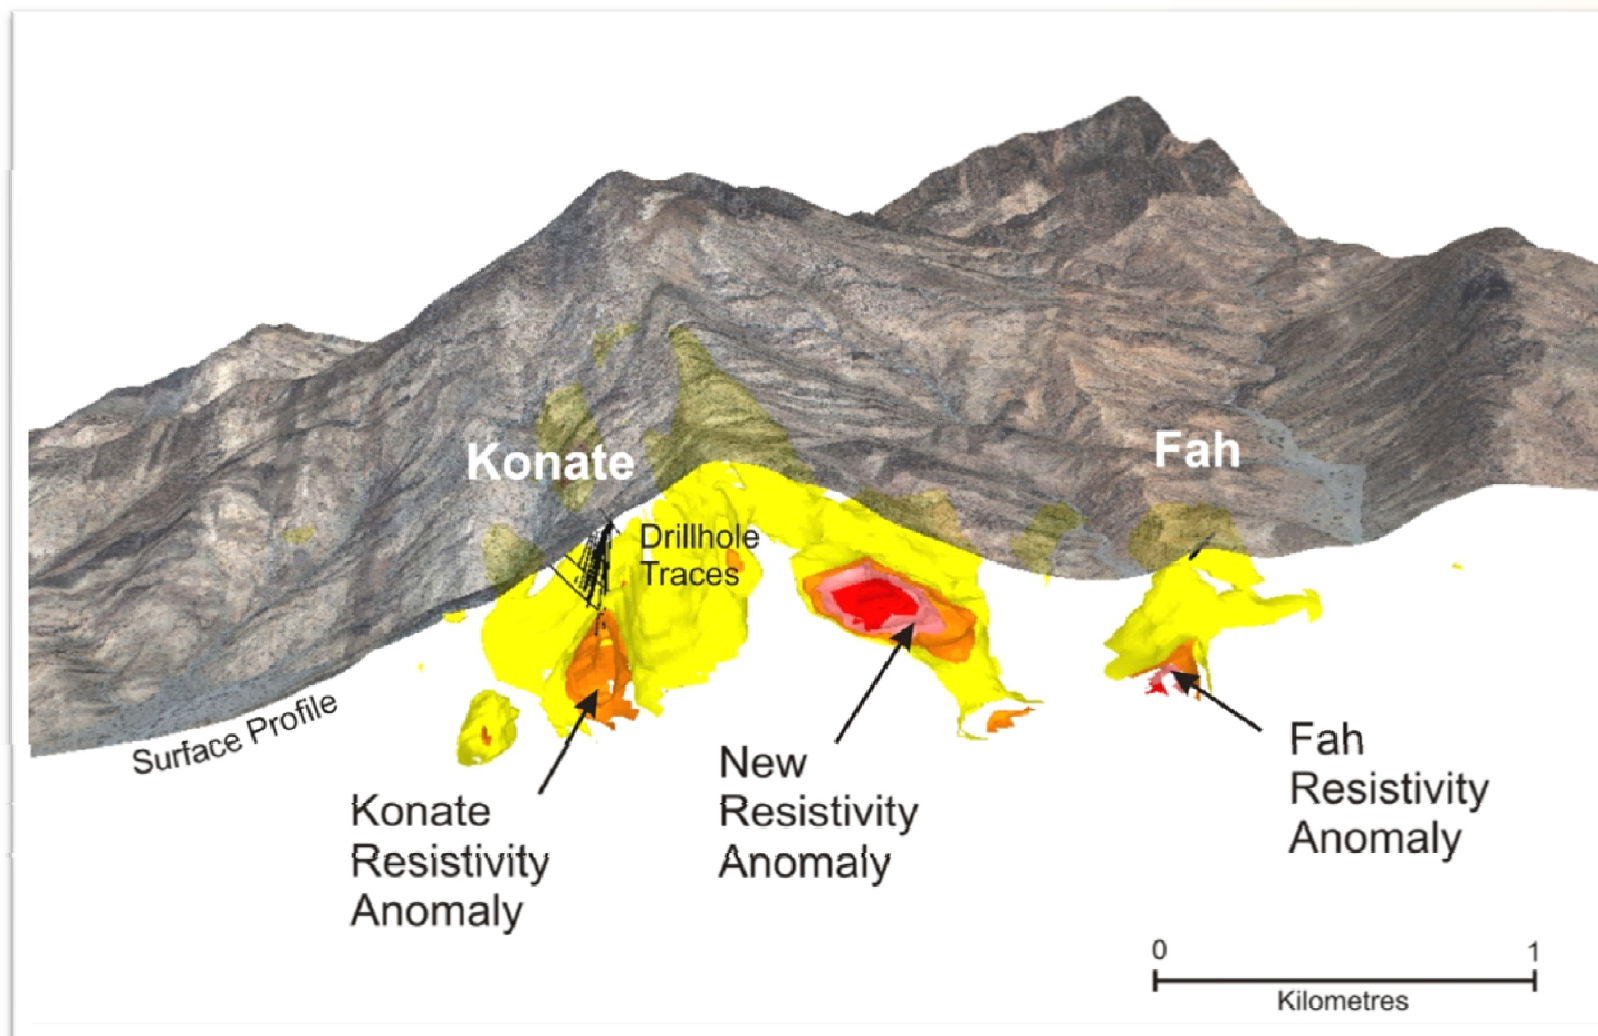 Konate
Fah
Drillhole
Traces
Surface Profile
Konate
Resistivity
Anomaly
New
Resistivity
Anomaly
Fah
Resistivity
Anomaly
0 1
Kilometres